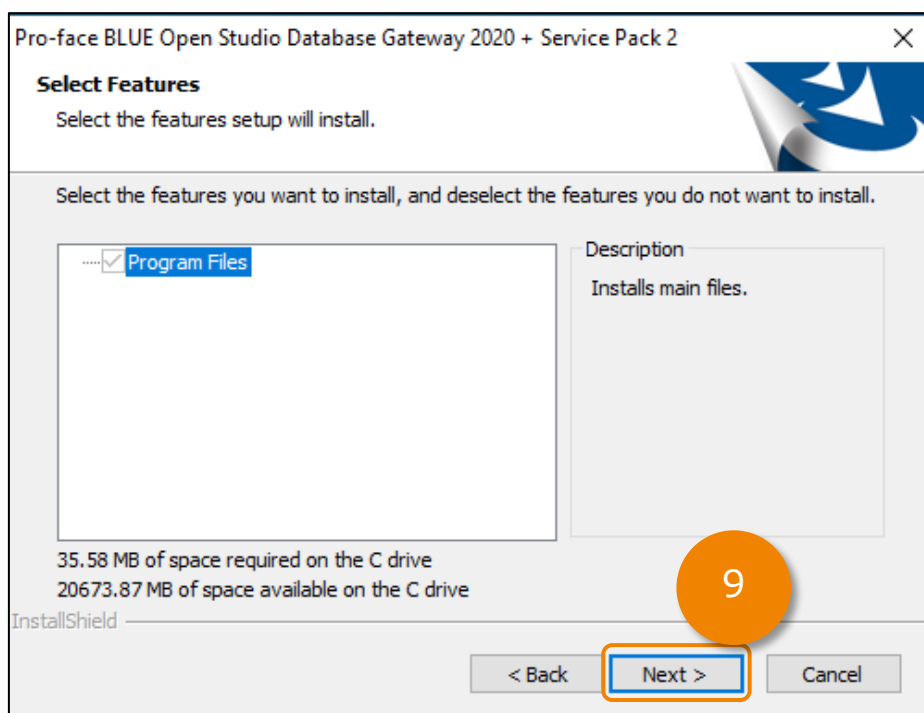 Pro-face BLUE Open Studio Database Gateway 2020 + Service Pack 2
Select Features
Select the features setup will install.
Select the features you want to install, and deselect the features you do not want to install.
Program Files
Description
Installs main files.
35.58 MB of space required on the C drive
20673.87 MB of space available on the C drive
9
InstallShield
< Back
Next >
Cancel